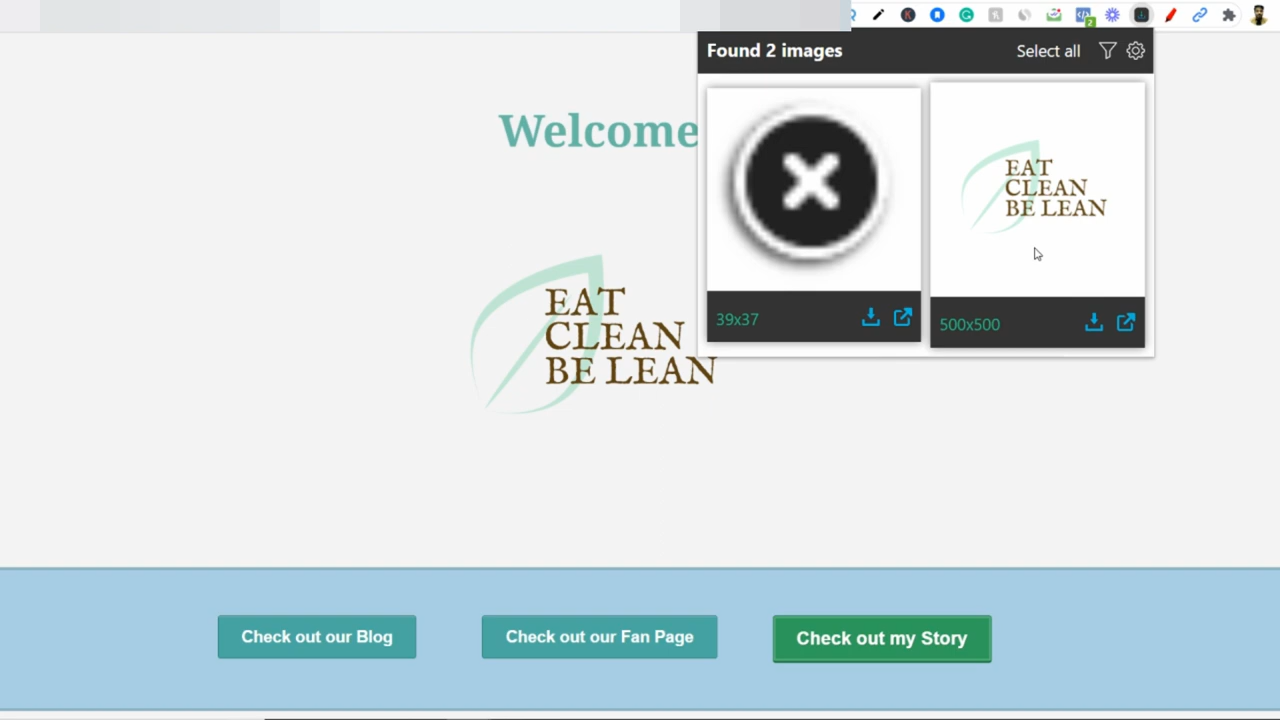 Found 2 images
Select all
Welcome
EAT
CLEAN
BE LEAN
39x37
500x500
EAT
CLEAN
BE LEAN
2
Check out our Blog
Check out our Fan Page
Check out my Story